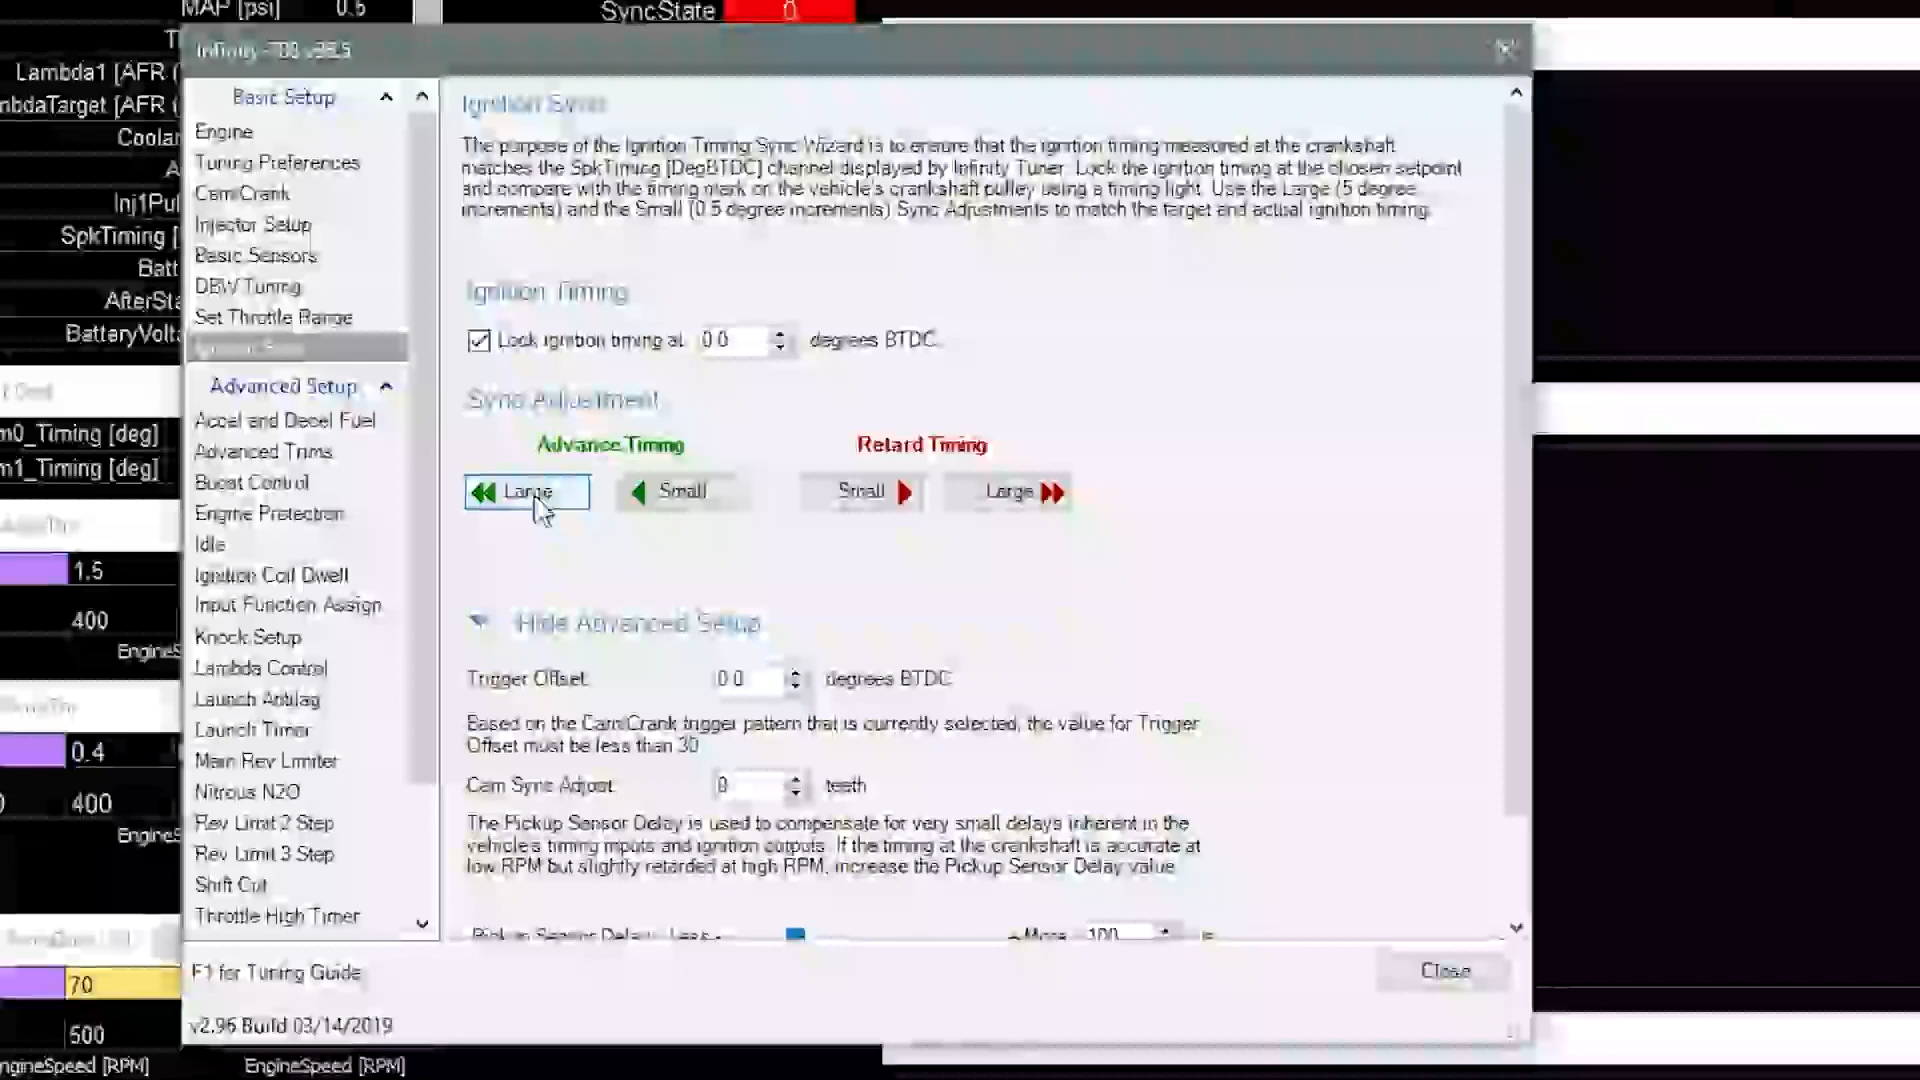 MAP [psi] 0.5
SyncState 0
Infinity
Lambda1 [AFR (
nbdaTarget [AFR (
Coolar
Inj1Pul
SpkTiming [
Batt
AfterSta
BatteryVolta
m0_Timing [deg]
m1_Timing [deg]
1.5
400
EngineS
0.4
400
EngineS
70
500
ngineSpeed [RPM]
EngineSpeed [RPM]
Basic Setup
Engine
Tuning Preferences
Cam/Crank
Injector Setup
Basic Sensors
DBW Tuning
Set Throttle Range
Advanced Setup
Accel and Decel Fuel
Advanced Trims
Boost Control
Engine Protection
Idle
Ignition Coil Dwell
Input Function Assign
Knock Setup
Lambda Control
Launch Antilag
Launch Timer
Main Rev Limiter
Nitrous N2O
Rev Limit 2 Step
Rev Limit 3 Step
Shift Cut
Throttle High Timer
F1 for Tuning Guide
v2.96 Build 03/14/2019
Ignition Sync
The purpose of the Ignition Timing Sync Wizard is to ensure that the ignition timing measured at the crankshaft
matches the SpkTiming [DegBTDC] channel displayed by Infinity Tuner. Lock the ignition timing at the chosen setpoint
and compare with the timing mark on the vehicle's crankshaft pulley using a timing light. Use the Large (5 degree
increments) and the Small (0.5 degree increments) Sync Adjustments to match the target and actual ignition timing.
Ignition Timing
Lock ignition timing at 0.0 degrees BTDC.
Sync Adjustment
Advance Timing Retard Timing
Large Small Small Large
Hide Advanced Setup
Trigger Offset: 0.0 degrees BTDC
Based on the Cam/Crank trigger pattern that is currently selected, the value for Trigger
Offset must be less than 30
Cam Sync Adjust: 0 teeth
The Pickup Sensor Delay is used to compensate for very small delays inherent in the
vehicle's timing inputs and ignition outputs. If the timing at the crankshaft is accurate at
low RPM but slightly retarded at high RPM, increase the Pickup Sensor Delay value.
Pickup Sensor Delay: Less - + More 100
Close